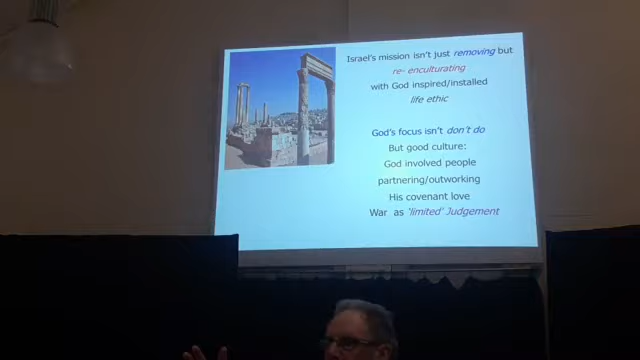 Israel's mission isn't just removing but
re- enculturating
with God inspired/installed
life ethic
God's focus isn't don't do
But good culture:
God involved people
partnering/outworking
His covenant love
War as 'limited' Judgement